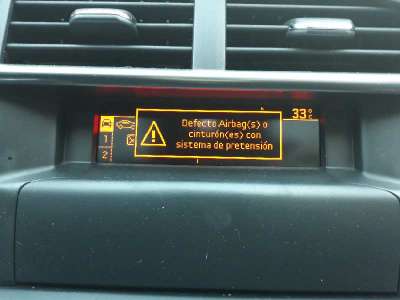 Defecto Airbag(s) o
cinturón(es) con
sistema de pretensión
33°C
1
2